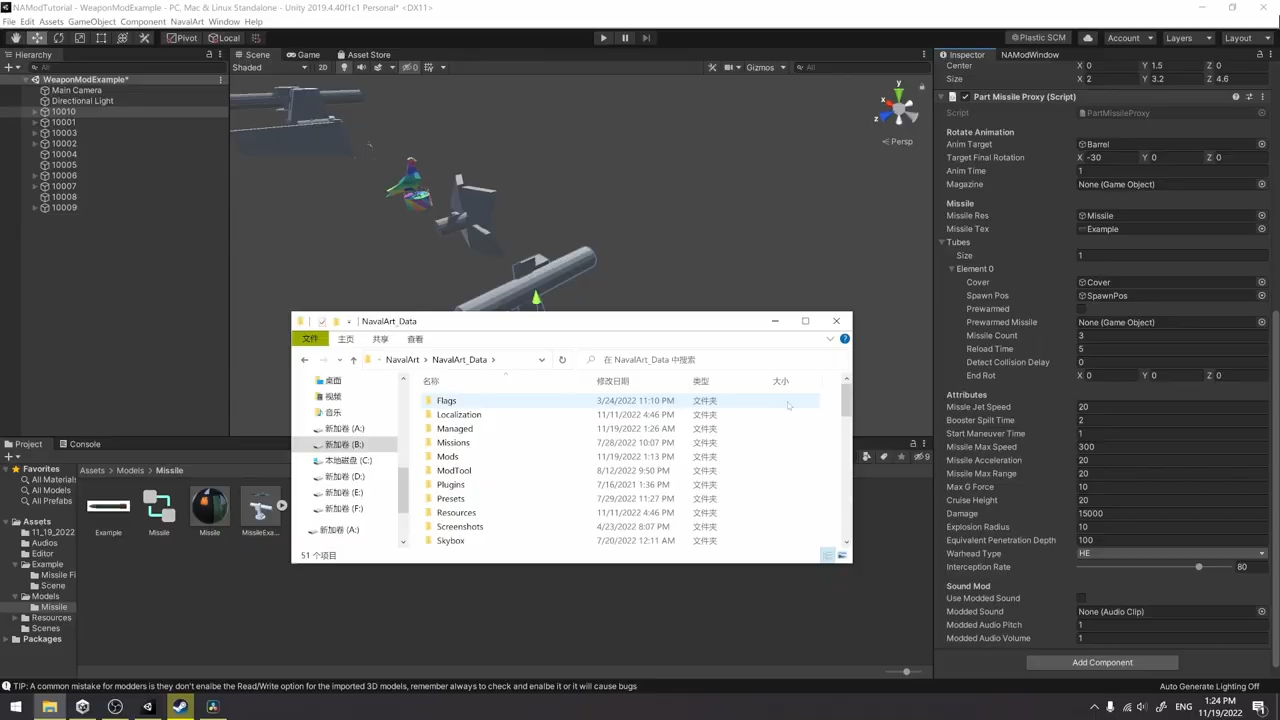 NAModTutorial - WeaponModExample - PC, Mac & Linux Standalone - Unity 2019.4.40f1c1 Personal* <DX11>
File Edit Assets GameObject Component NavalArt Window Help
Pivot Local Plastic SCM Account Layers Layout
Hierarchy Scene Game Asset Store Inspector NAModWindow
All
Shaded 2D 0 Gizmos All
WeaponModExample*
Main Camera
Directional Light
10010
10001
10003
10002
10004
10005
10006
10007
10008
10009
y
x
z
Persp
Center X 0 Y 1.5 Z 0
Size X 2 Y 3.2 Z 4.6
Part Missile Proxy (Script)
Script PartMissileProxy
Rotate Animation
Anim Target Barrel
Target Final Rotation X -30 Y 0 Z 0
Anim Time 1
Magazine None (Game Object)
Missile
Missile Res Missile
Missile Tex Example
Tubes
Size 1
Element 0
Cover Cover
Spawn Pos SpawnPos
Prewarmed
Prewarmed Missile None (Game Object)
Missile Count 3
Reload Time 5
Detect Collision Delay 0
End Rot X 0 Y 0 Z 0
Attributes
Missle Jet Speed 20
Booster Spilt Time 2
Start Maneuver Time 1
Missile Max Speed 300
Missile Acceleration 20
Missile Max Range 20
Max G Force 10
Cruise Height 20
Damage 15000
Explosion Radius 10
Equivalent Penetration Depth 100
Warhead Type HE
Interception Rate 80
Sound Mod
Use Modded Sound
Modded Sound None (Audio Clip)
Modded Audio Pitch 1
Modded Audio Volume 1
Add Component
NavalArt_Data
文件 主页 共享 查看
NavalArt NavalArt_Data 在 NavalArt_Data 中搜索
桌面
视频
音乐
新加卷 (A:)
新加卷 (B:)
本地磁盘 (C:)
新加卷 (D:)
新加卷 (E:)
新加卷 (F:)
新加卷 (A:)
名称 修改日期 类型 大小
Flags 3/24/2022 11:10 PM 文件夹
Localization 11/11/2022 4:46 PM 文件夹
Managed 11/19/2022 1:26 AM 文件夹
Missions 7/28/2022 10:07 PM 文件夹
Mods 11/19/2022 1:13 PM 文件夹
ModTool 8/12/2022 9:50 PM 文件夹
Plugins 7/16/2021 1:36 PM 文件夹
Presets 7/29/2022 11:27 PM 文件夹
Resources 11/11/2022 4:46 PM 文件夹
Screenshots 4/23/2022 8:07 PM 文件夹
Skybox 7/20/2022 12:11 AM 文件夹
51 个项目
Project Console
9
Favorites
All Materials
All Models
All Prefabs
Assets
11_19_2022
Audios
Editor
Example
Missile Fi
Scene
Models
Missile
Resources
Scenes
Packages
Assets Models Missile
Example Missile Missile MissileExa...
TIP: A common mistake for modders is they don't enalbe the Read/Write option for the imported 3D models, remember always to check and enalbe it or it will cause bugs
Auto Generate Lighting Off
ENG
1:24 PM
11/19/2022